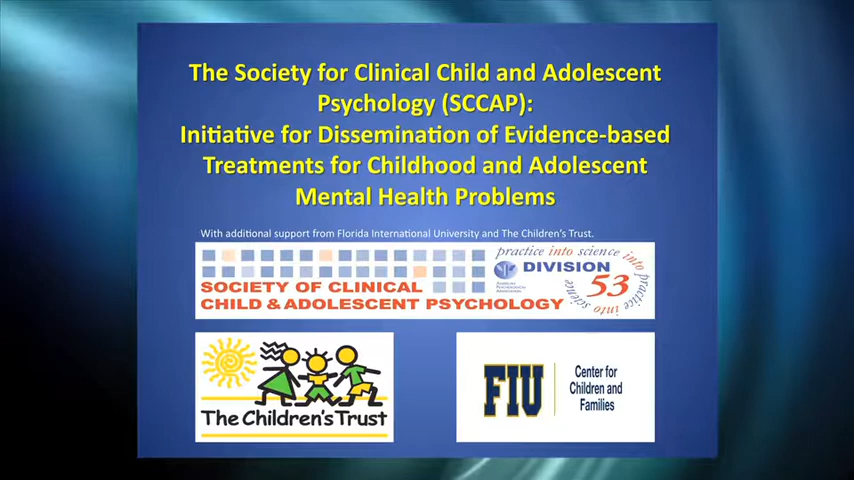 The Society for Clinical Child and Adolescent
Psychology (SCCAP):
Initiative for Dissemination of Evidence-based
Treatments for Childhood and Adolescent
Mental Health Problems
With additional support from Florida International University and The Children's Trust.
practice into science into practice into science
DIVISION
53
AMERICAN
PSYCHOLOGICAL
ASSOCIATION
SOCIETY OF CLINICAL
CHILD & ADOLESCENT PSYCHOLOGY
The Children's Trust
FIU
Center for
Children and
Families